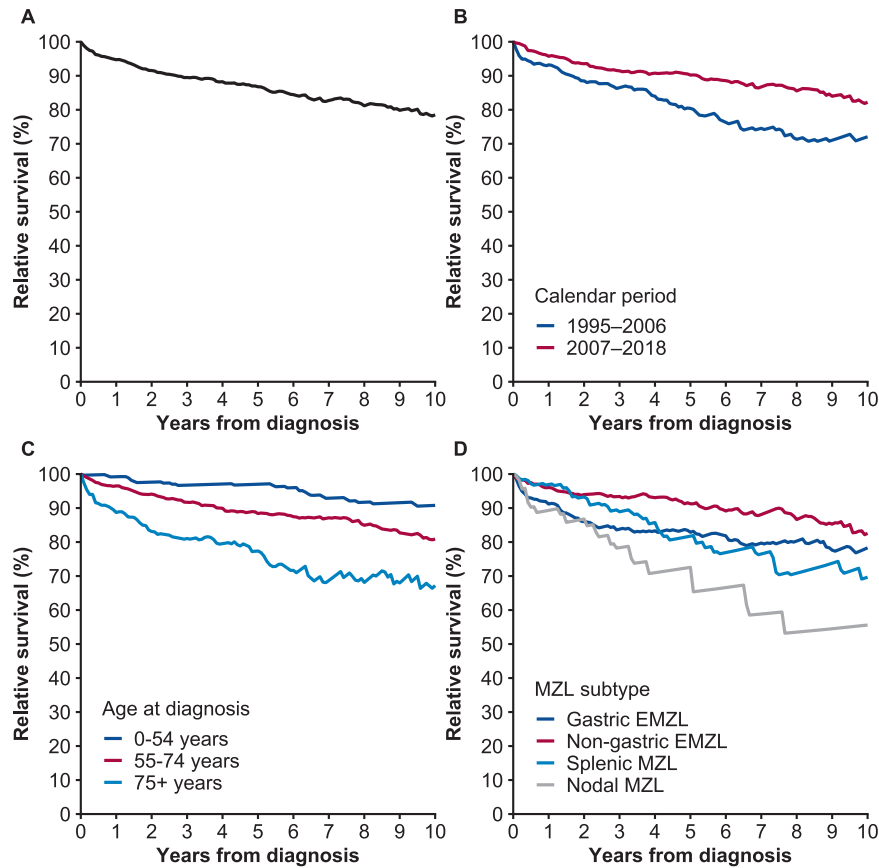 A
Relative survival (%)
100
90
80
70
60
50
40
30
20
10
0
0 1 2 3 4 5 6 7 8 9 10
Years from diagnosis
B
Relative survival (%)
100
90
80
70
60
50
40
30
20
10
0
Calendar period
1995–2006
2007–2018
0 1 2 3 4 5 6 7 8 9 10
Years from diagnosis
C
Relative survival (%)
100
90
80
70
60
50
40
30
20
10
0
Age at diagnosis
0-54 years
55-74 years
75+ years
0 1 2 3 4 5 6 7 8 9 10
Years from diagnosis
D
Relative survival (%)
100
90
80
70
60
50
40
30
20
10
0
MZL subtype
Gastric EMZL
Non-gastric EMZL
Splenic MZL
Nodal MZL
0 1 2 3 4 5 6 7 8 9 10
Years from diagnosis